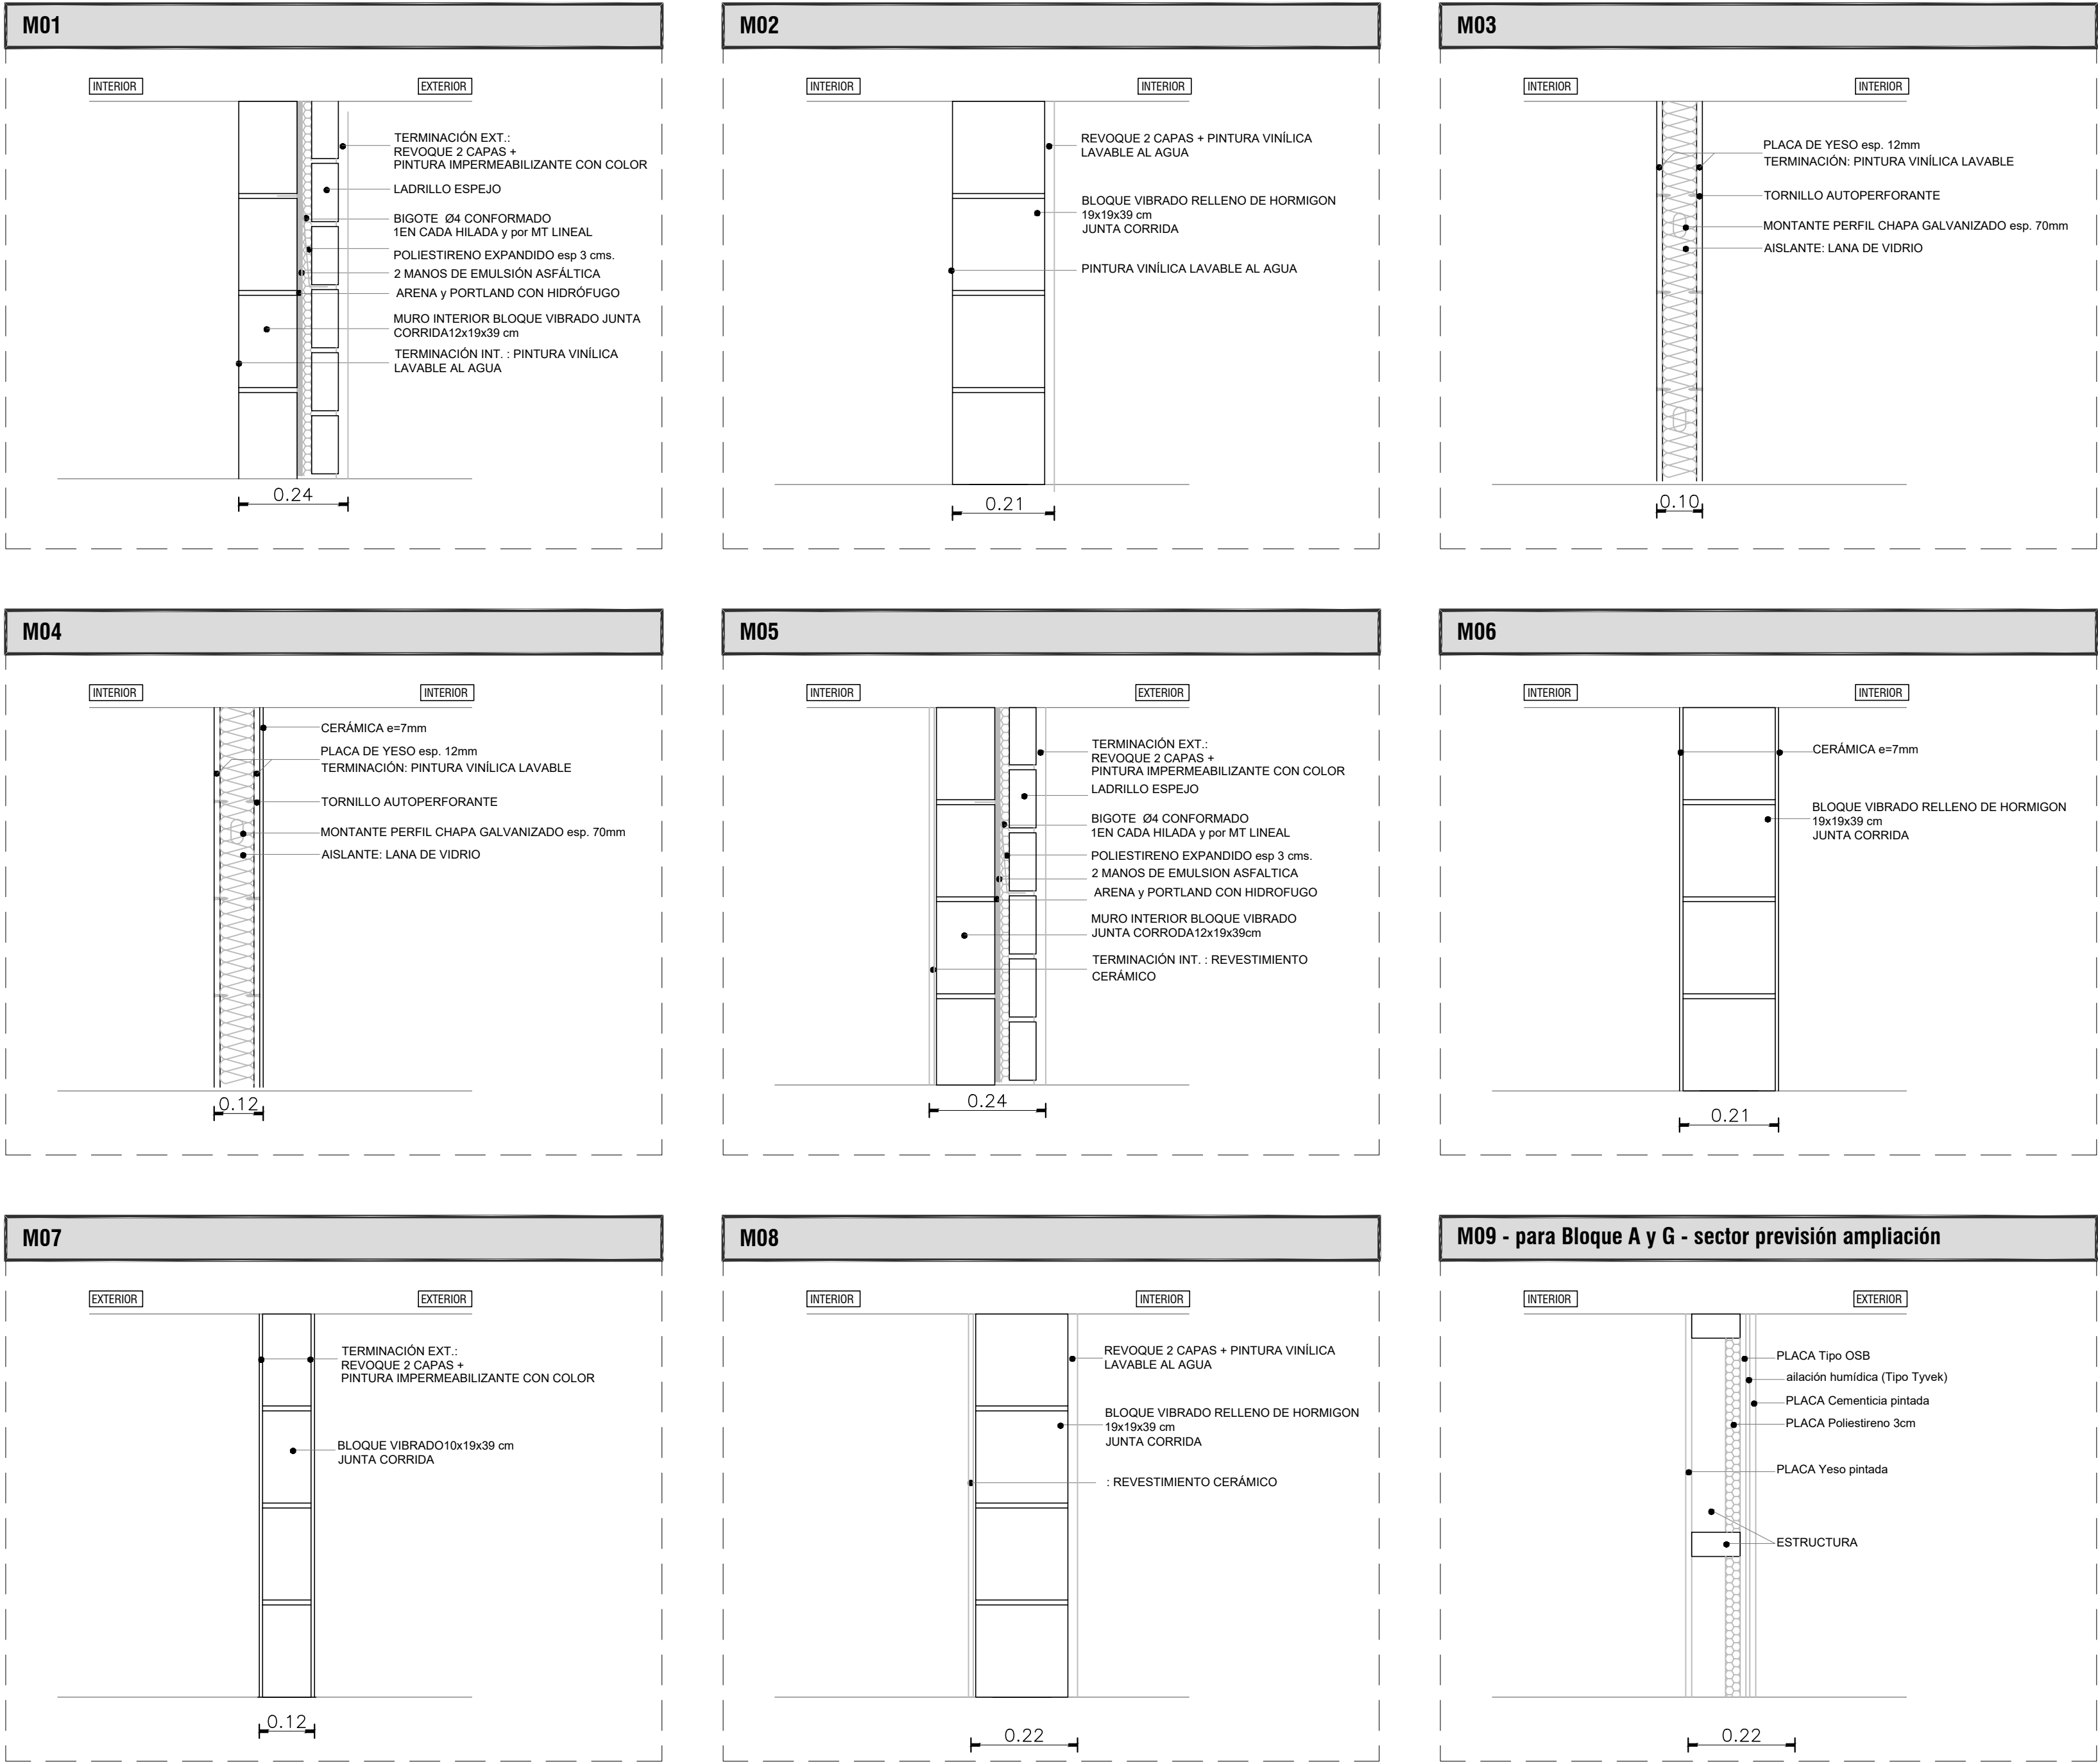 M01
INTERIOR
EXTERIOR
TERMINACIÓN EXT.:
REVOQUE 2 CAPAS +
PINTURA IMPERMEABILIZANTE CON COLOR
LADRILLO ESPEJO
BIGOTE Ø4 CONFORMADO
1EN CADA HILADA y por MT LINEAL
POLIESTIRENO EXPANDIDO esp 3 cms.
2 MANOS DE EMULSIÓN ASFÁLTICA
ARENA y PORTLAND CON HIDRÓFUGO
MURO INTERIOR BLOQUE VIBRADO JUNTA
CORRIDA12x19x39 cm
TERMINACIÓN INT. : PINTURA VINÍLICA
LAVABLE AL AGUA
0.24
M02
INTERIOR
INTERIOR
REVOQUE 2 CAPAS + PINTURA VINÍLICA
LAVABLE AL AGUA
BLOQUE VIBRADO RELLENO DE HORMIGON
19x19x39 cm
JUNTA CORRIDA
PINTURA VINÍLICA LAVABLE AL AGUA
0.21
M03
INTERIOR
INTERIOR
PLACA DE YESO esp. 12mm
TERMINACIÓN: PINTURA VINÍLICA LAVABLE
TORNILLO AUTOPERFORANTE
MONTANTE PERFIL CHAPA GALVANIZADO esp. 70mm
AISLANTE: LANA DE VIDRIO
0.10
M04
INTERIOR
INTERIOR
CERÁMICA e=7mm
PLACA DE YESO esp. 12mm
TERMINACIÓN: PINTURA VINÍLICA LAVABLE
TORNILLO AUTOPERFORANTE
MONTANTE PERFIL CHAPA GALVANIZADO esp. 70mm
AISLANTE: LANA DE VIDRIO
0.12
M05
INTERIOR
EXTERIOR
TERMINACIÓN EXT.:
REVOQUE 2 CAPAS +
PINTURA IMPERMEABILIZANTE CON COLOR
LADRILLO ESPEJO
BIGOTE Ø4 CONFORMADO
1EN CADA HILADA y por MT LINEAL
POLIESTIRENO EXPANDIDO esp 3 cms.
2 MANOS DE EMULSION ASFALTICA
ARENA y PORTLAND CON HIDROFUGO
MURO INTERIOR BLOQUE VIBRADO
JUNTA CORRODA12x19x39cm
TERMINACIÓN INT. : REVESTIMIENTO
CERÁMICO
0.24
M06
INTERIOR
INTERIOR
CERÁMICA e=7mm
BLOQUE VIBRADO RELLENO DE HORMIGON
19x19x39 cm
JUNTA CORRIDA
0.21
M07
EXTERIOR
EXTERIOR
TERMINACIÓN EXT.:
REVOQUE 2 CAPAS +
PINTURA IMPERMEABILIZANTE CON COLOR
BLOQUE VIBRADO10x19x39 cm
JUNTA CORRIDA
0.12
M08
INTERIOR
INTERIOR
REVOQUE 2 CAPAS + PINTURA VINÍLICA
LAVABLE AL AGUA
BLOQUE VIBRADO RELLENO DE HORMIGON
19x19x39 cm
JUNTA CORRIDA
: REVESTIMIENTO CERÁMICO
0.22
M09 - para Bloque A y G - sector previsión ampliación
INTERIOR
EXTERIOR
PLACA Tipo OSB
ailación humídica (Tipo Tyvek)
PLACA Cementicia pintada
PLACA Poliestireno 3cm
PLACA Yeso pintada
ESTRUCTURA
0.22